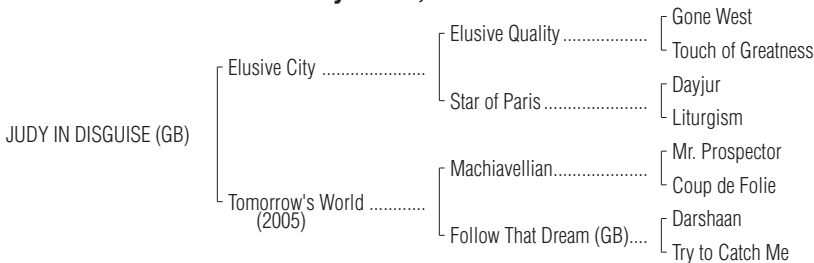 Gone West
Elusive Quality ..................
Touch of Greatness
Elusive City ......................
Dayjur
Star of Paris ......................
Liturgism
JUDY IN DISGUISE (GB)
Mr. Prospector
Machiavellian....................
Coup de Folie
Tomorrow's World ............
(2005)
Darshaan
Follow That Dream (GB)....
Try to Catch Me